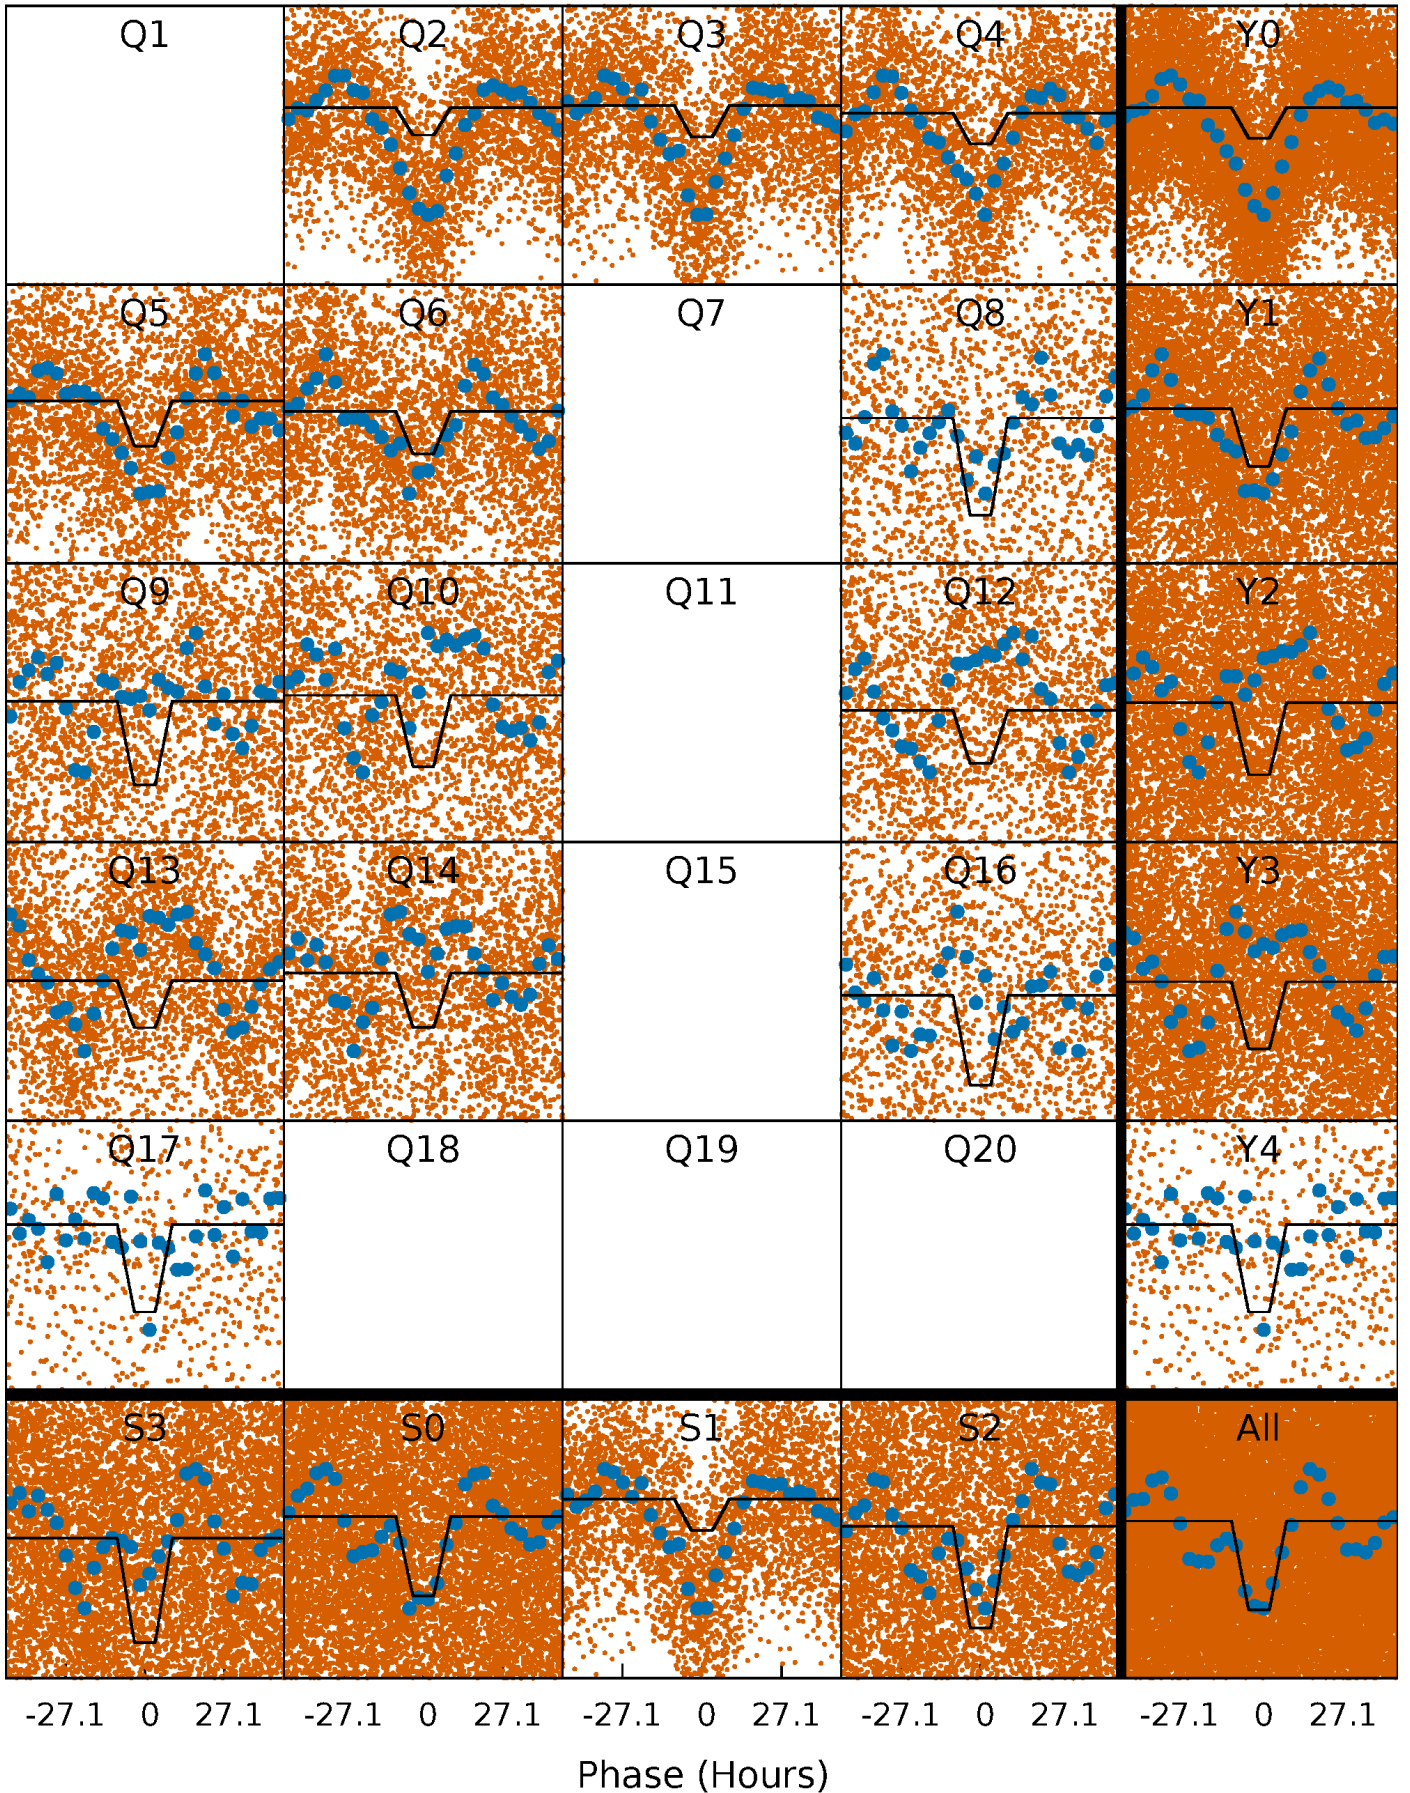 Q1 Q2 Q3 Q4 Y0
Q5 Q6 Q7 Q8 Y1
Q9 Q10 Q11 Q12 Y2
Q13 Q14 Q15 Q16 Y3
Q17 Q18 Q19 Q20 Y4
S3 S0 S1 S2 All
-27.1 0 27.1 -27.1 0 27.1 -27.1 0 27.1 -27.1 0 27.1 -27.1 0 27.1
Phase (Hours)